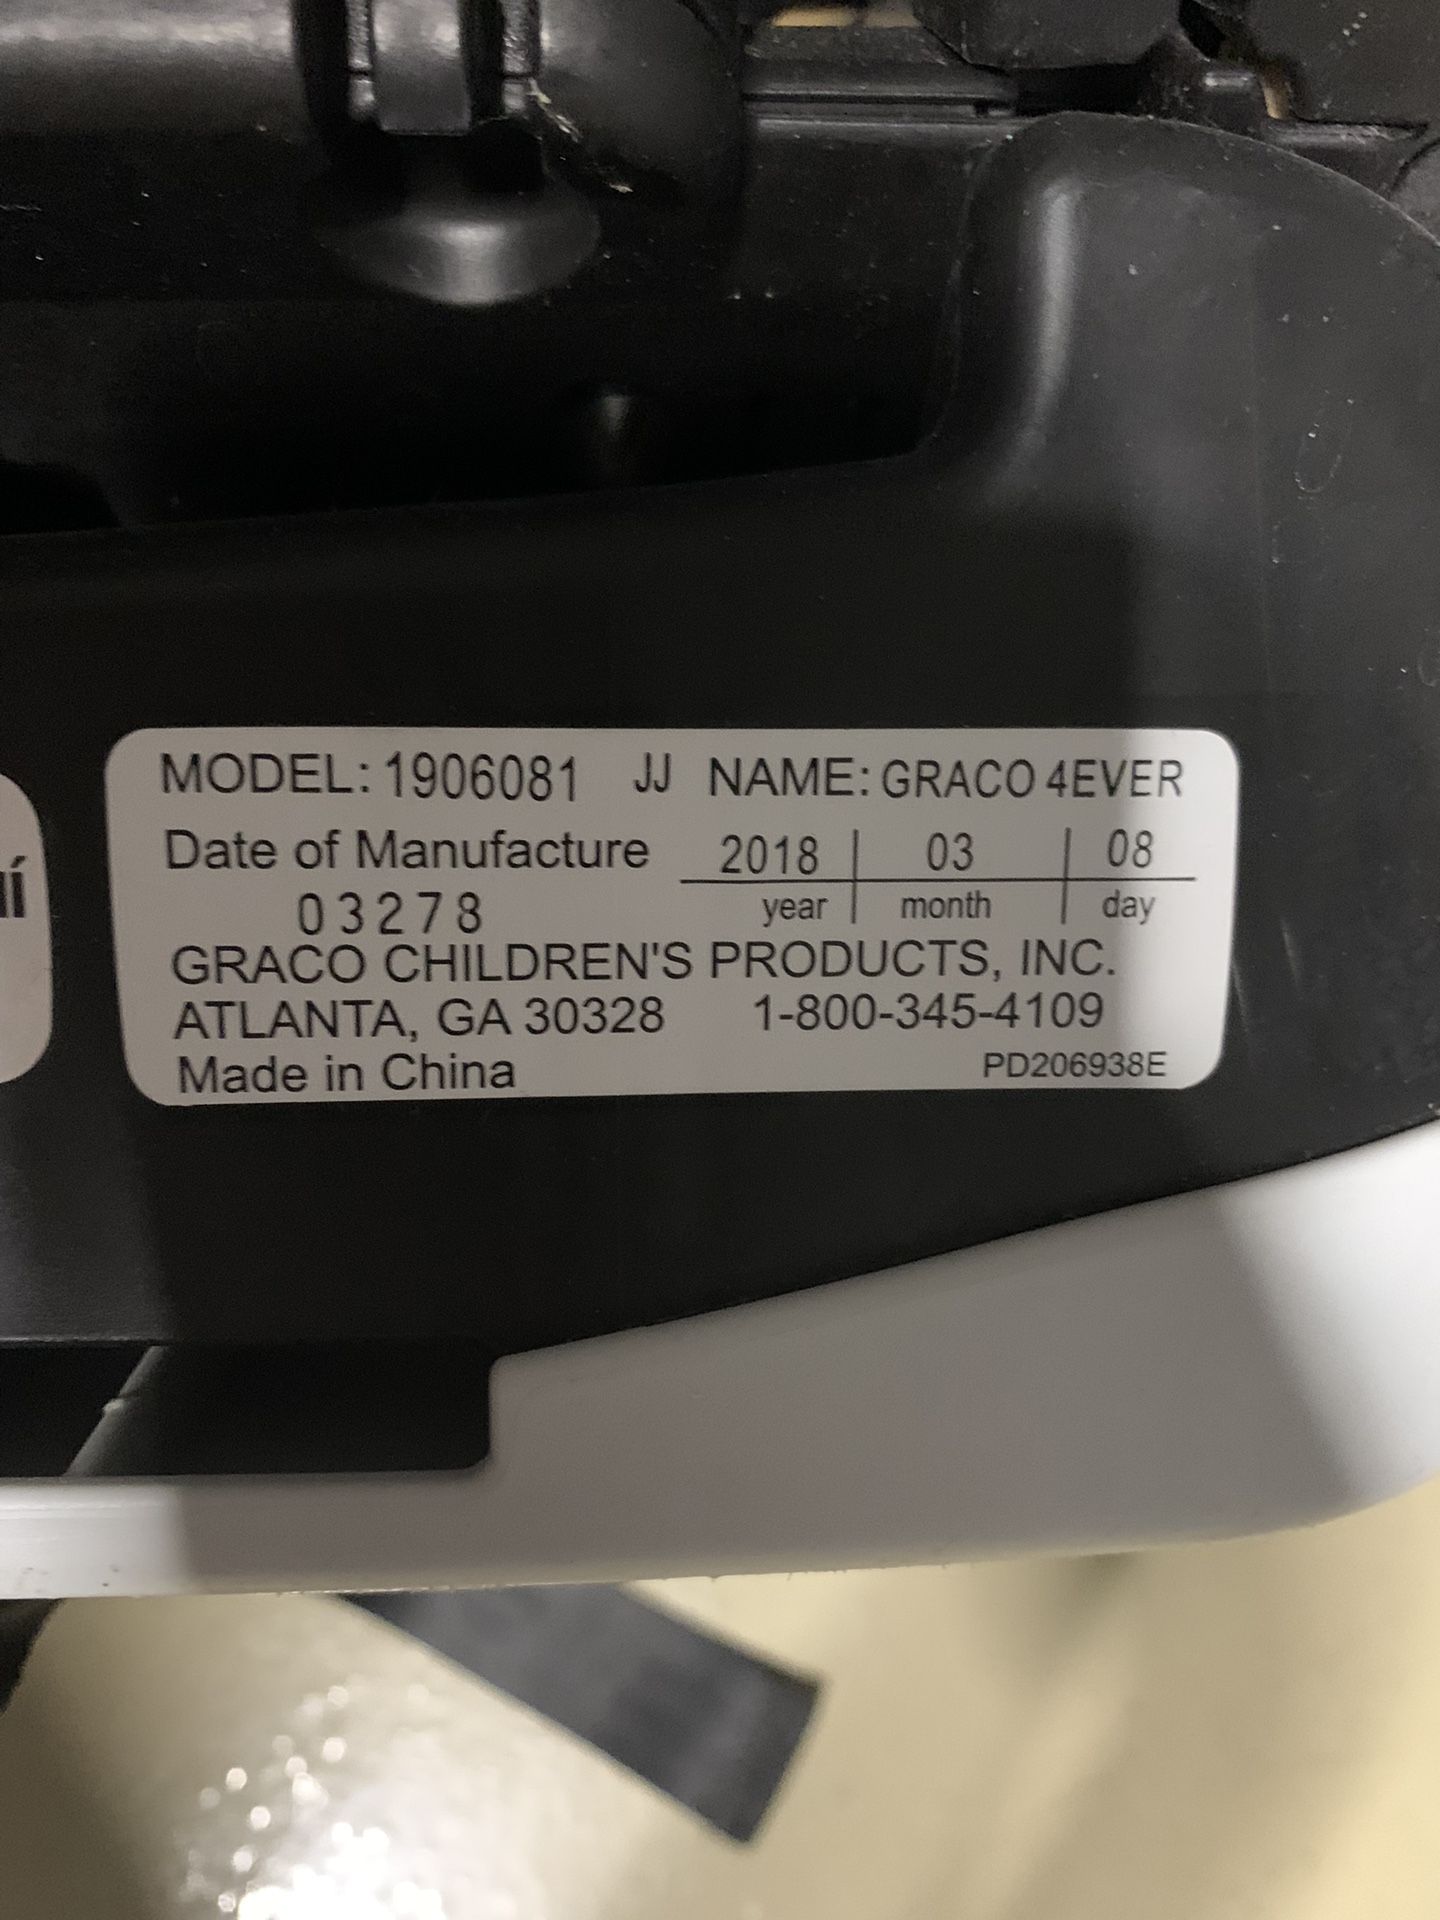 MODEL: 1906081 JJ NAME: GRACO 4EVER
Date of Manufacture 2018 03 08
03278 year month day
GRACO CHILDREN'S PRODUCTS, INC.
ATLANTA, GA 30328 1-800-345-4109
Made in China PD206938E